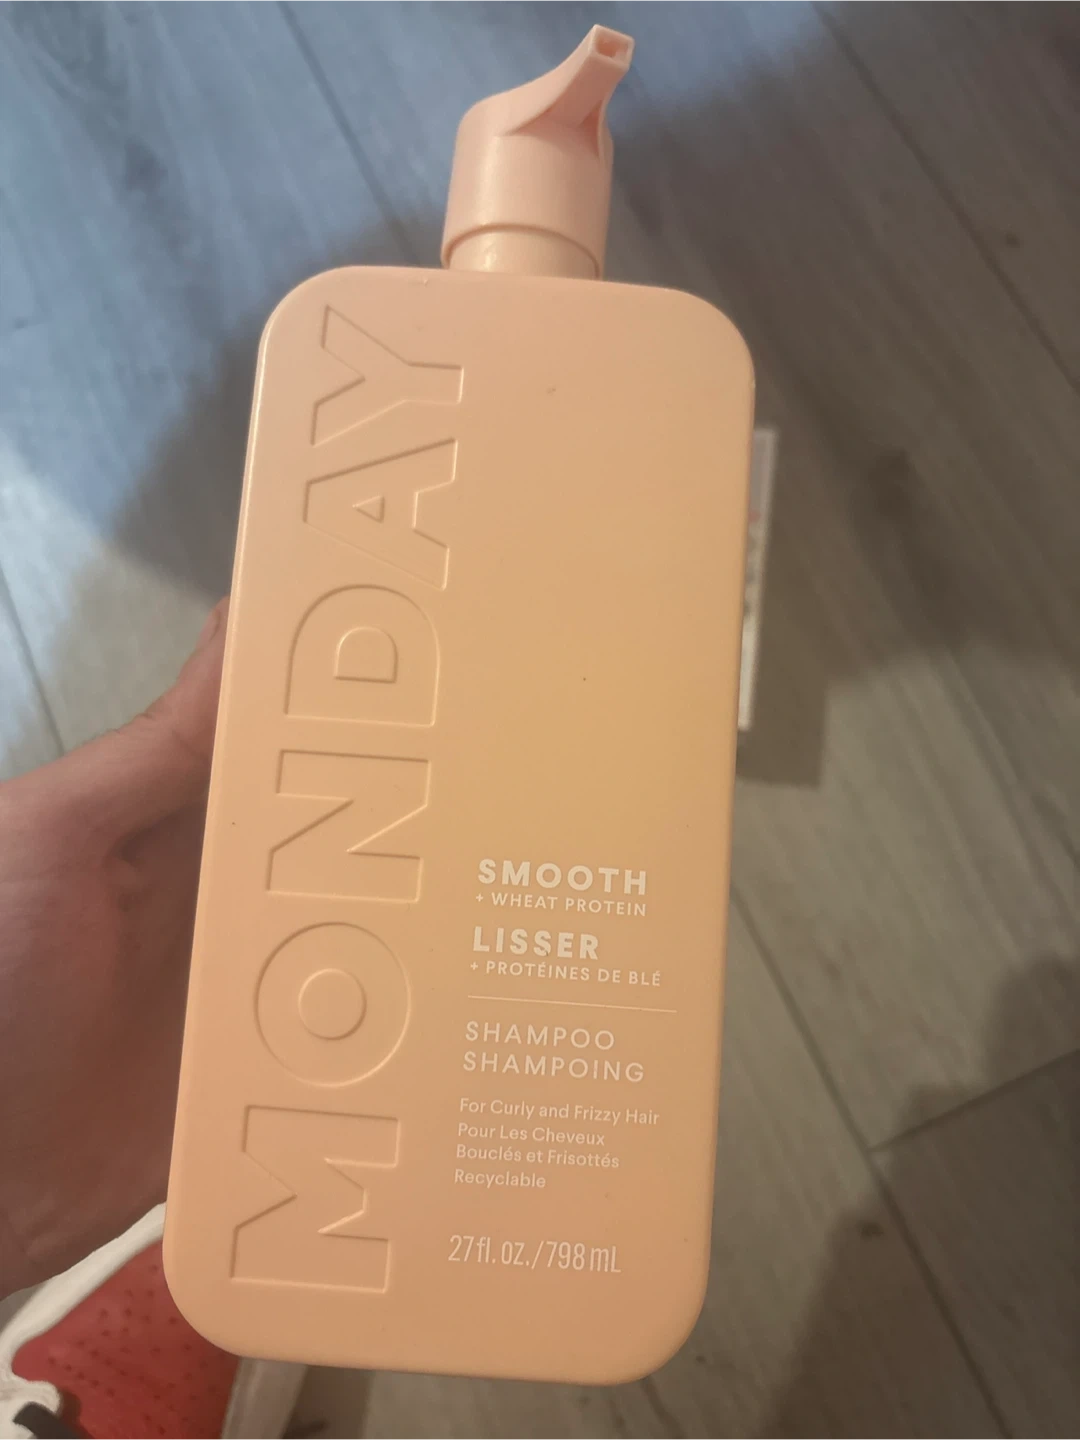 MONDAY
SMOOTH
+ WHEAT PROTEIN
LISSER
+ PROTÉINES DE BLÉ
SHAMPOO
SHAMPOING
For Curly and Frizzy Hair
Pour Les Cheveux
Bouclés et Frisottés
Recyclable
27fl.oz./798mL